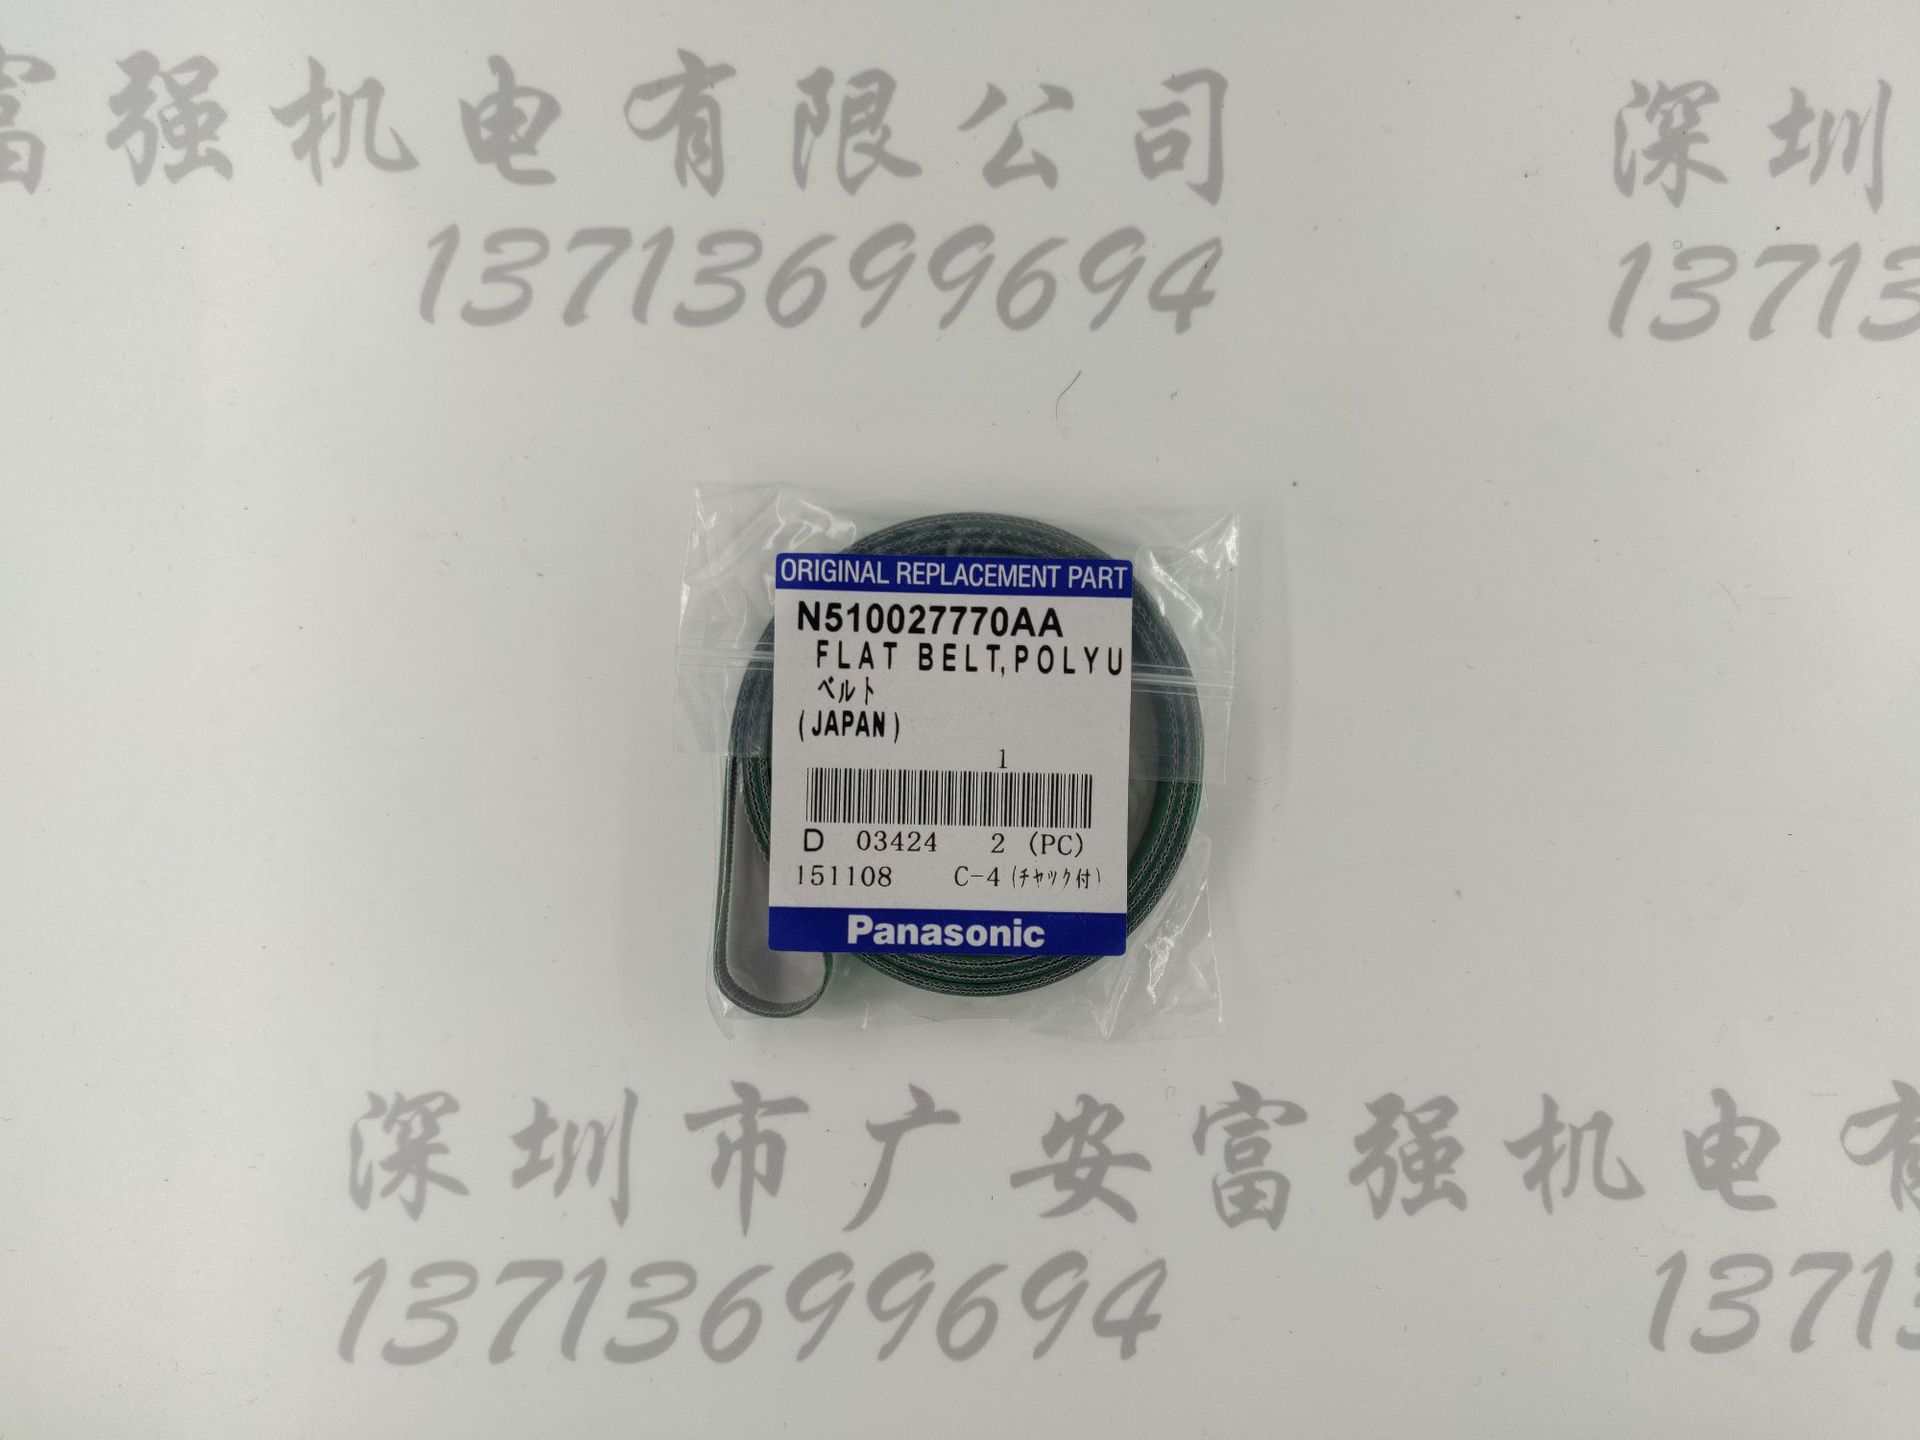 富强机电有限公司
深圳
13713699694
13713
ORIGINAL REPLACEMENT PART
N510027770AA
FLAT BELT,POLYU
ベルト
(JAPAN)
1
D 03424 2 (PC)
151108 C-4 (チャック付)
Panasonic
深圳市广安富强机电有
13713699694
1371